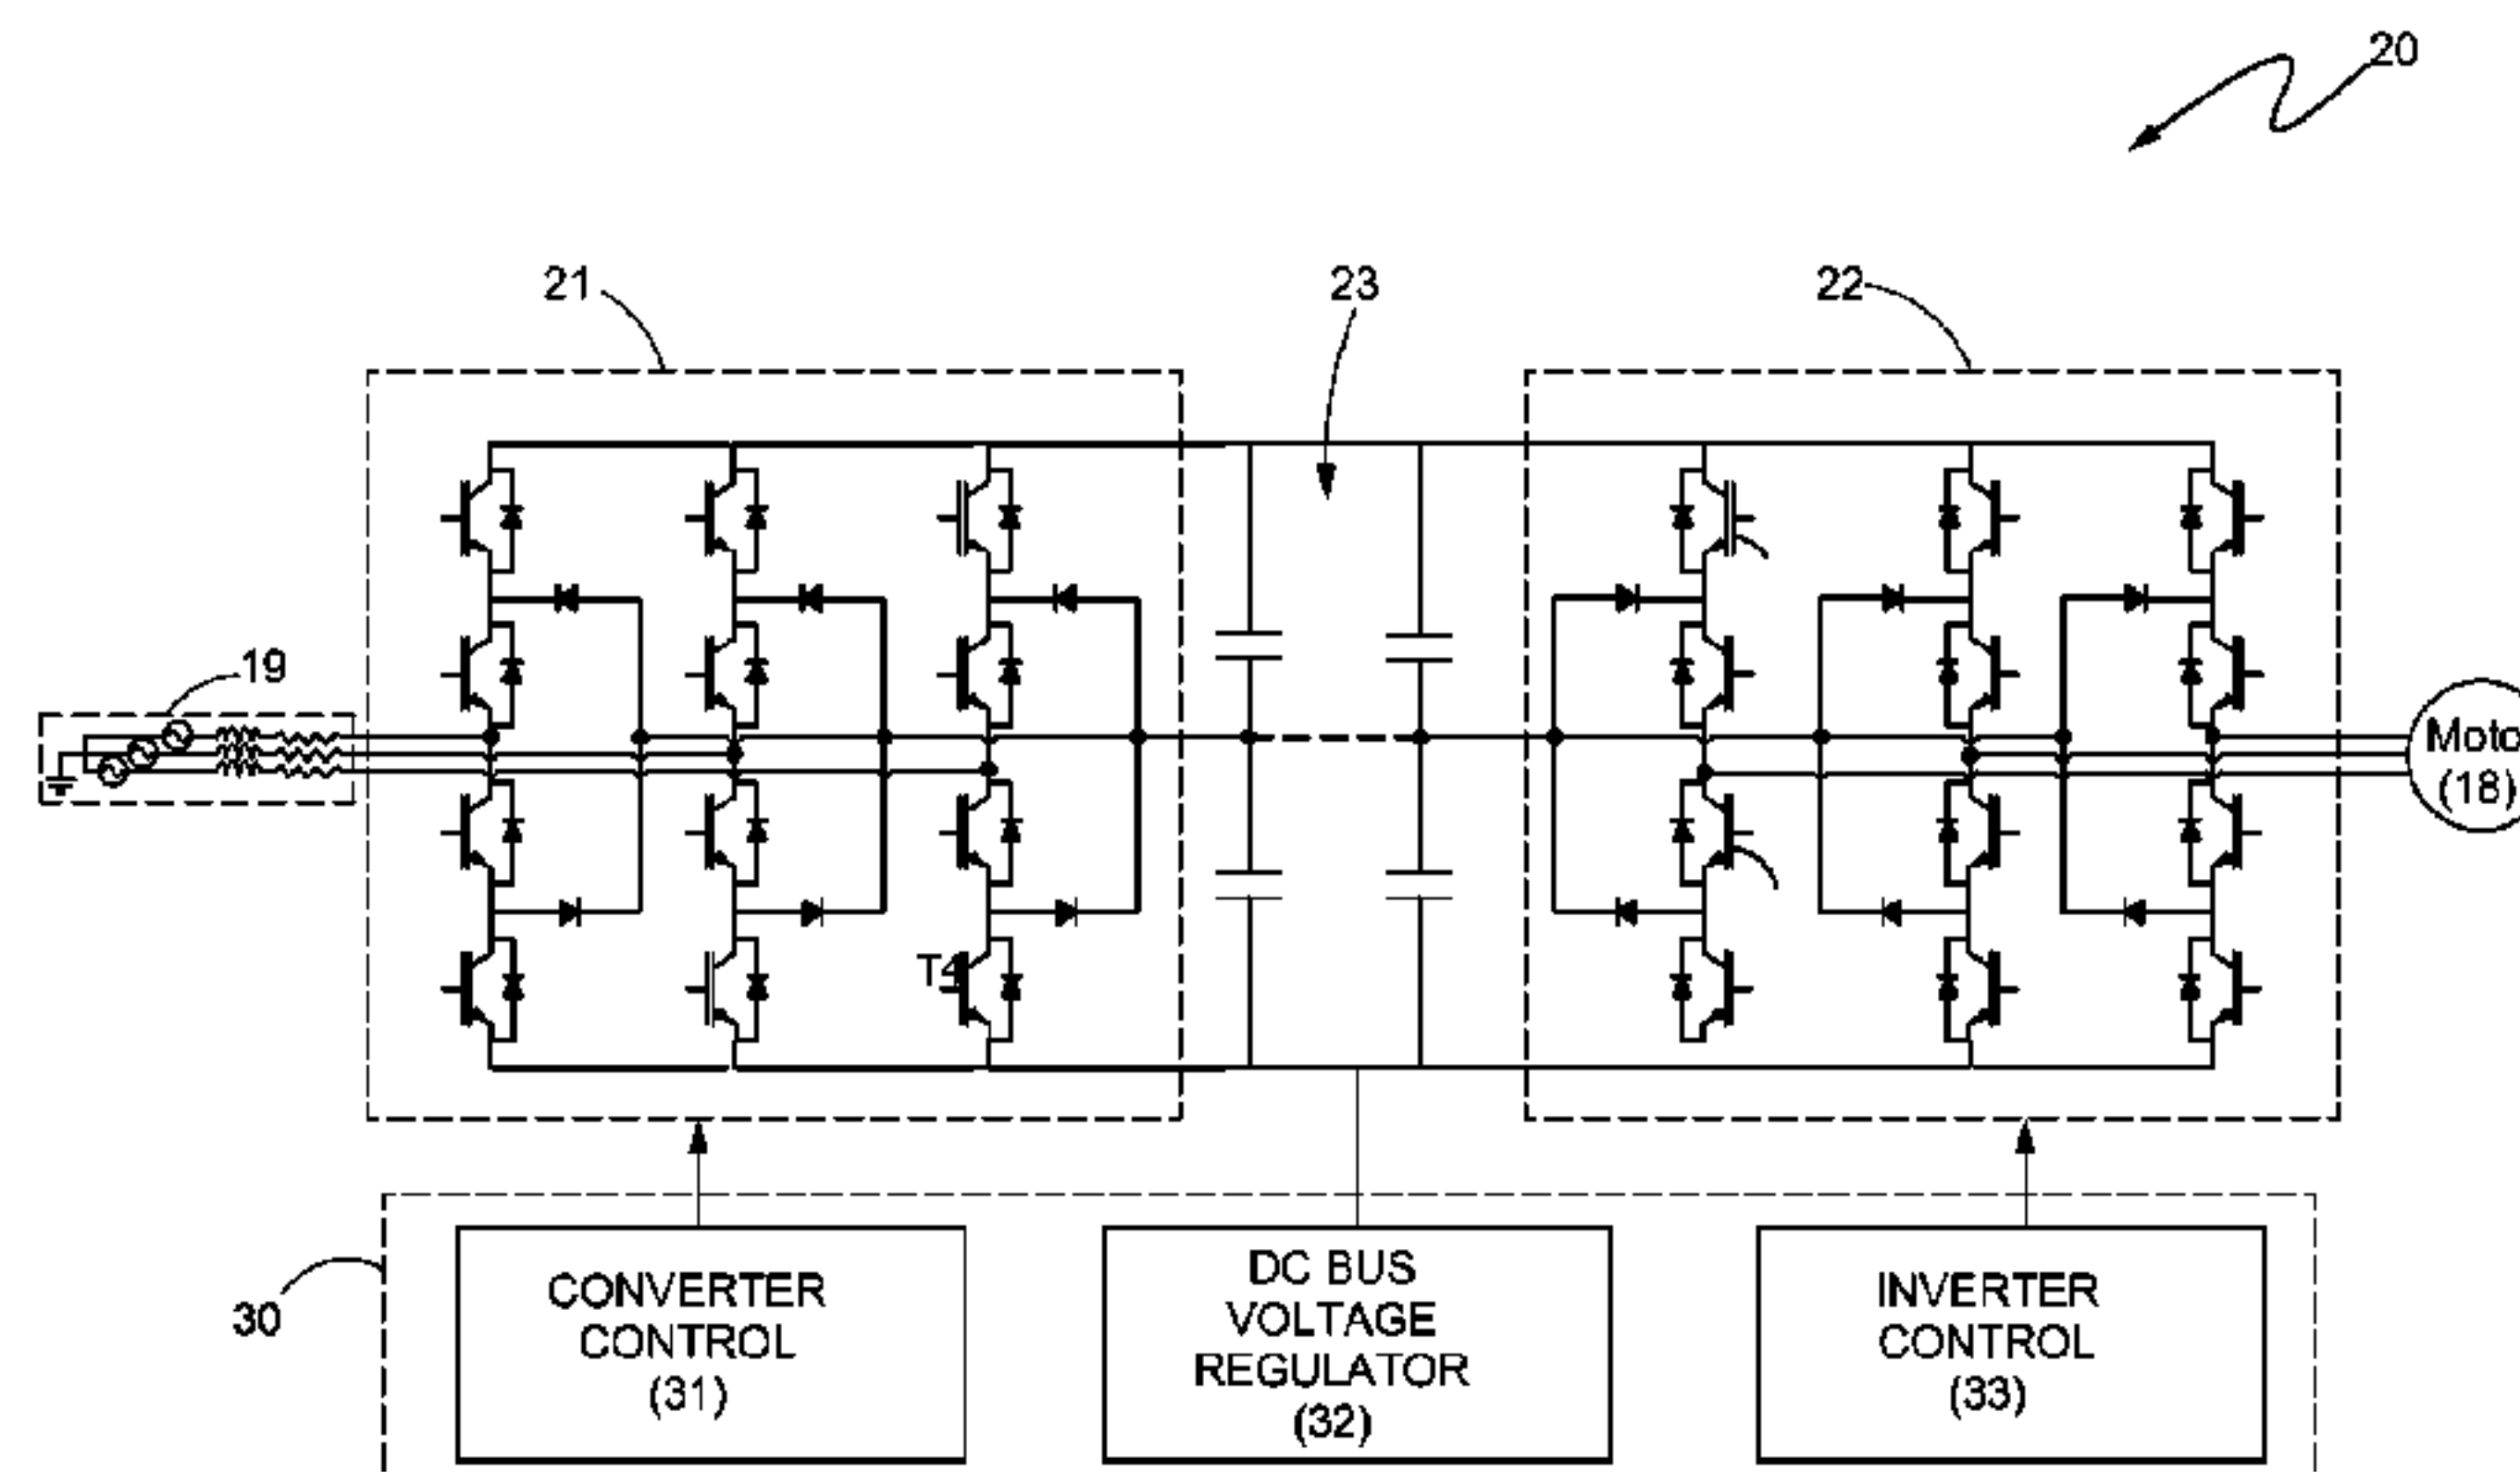 20
21
23
22
19
Moto
(18)
T4
30
CONVERTER
CONTROL
(31)
DC BUS
VOLTAGE
REGULATOR
(32)
INVERTER
CONTROL
(33)